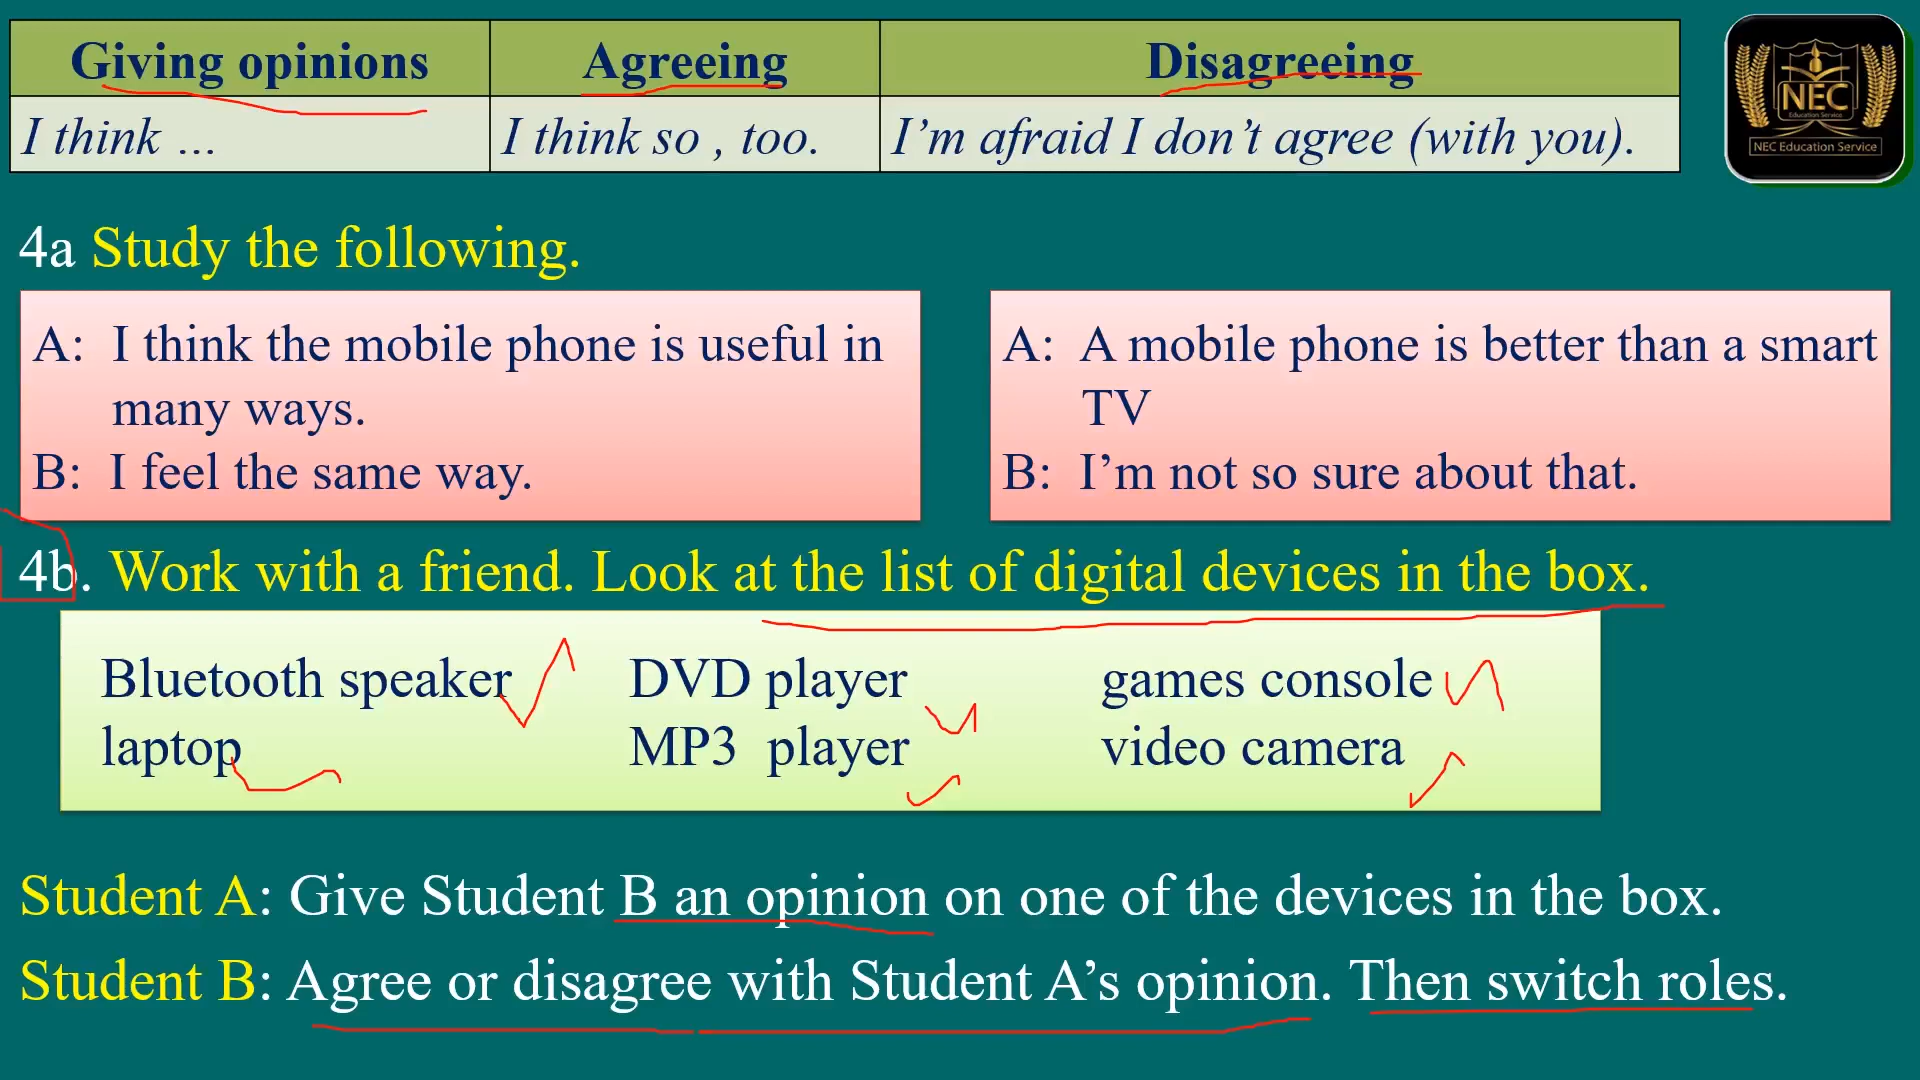 Giving opinions Agreeing Disagreeing
I think ... I think so , too. I’m afraid I don’t agree (with you).
NEC
Education Service
NEC Education Service
4a Study the following.
A: I think the mobile phone is useful in
many ways.
B: I feel the same way.
A: A mobile phone is better than a smart
TV
B: I’m not so sure about that.
4b. Work with a friend. Look at the list of digital devices in the box.
Bluetooth speaker DVD player games console
laptop MP3 player video camera
Student A: Give Student B an opinion on one of the devices in the box.
Student B: Agree or disagree with Student A’s opinion. Then switch roles.